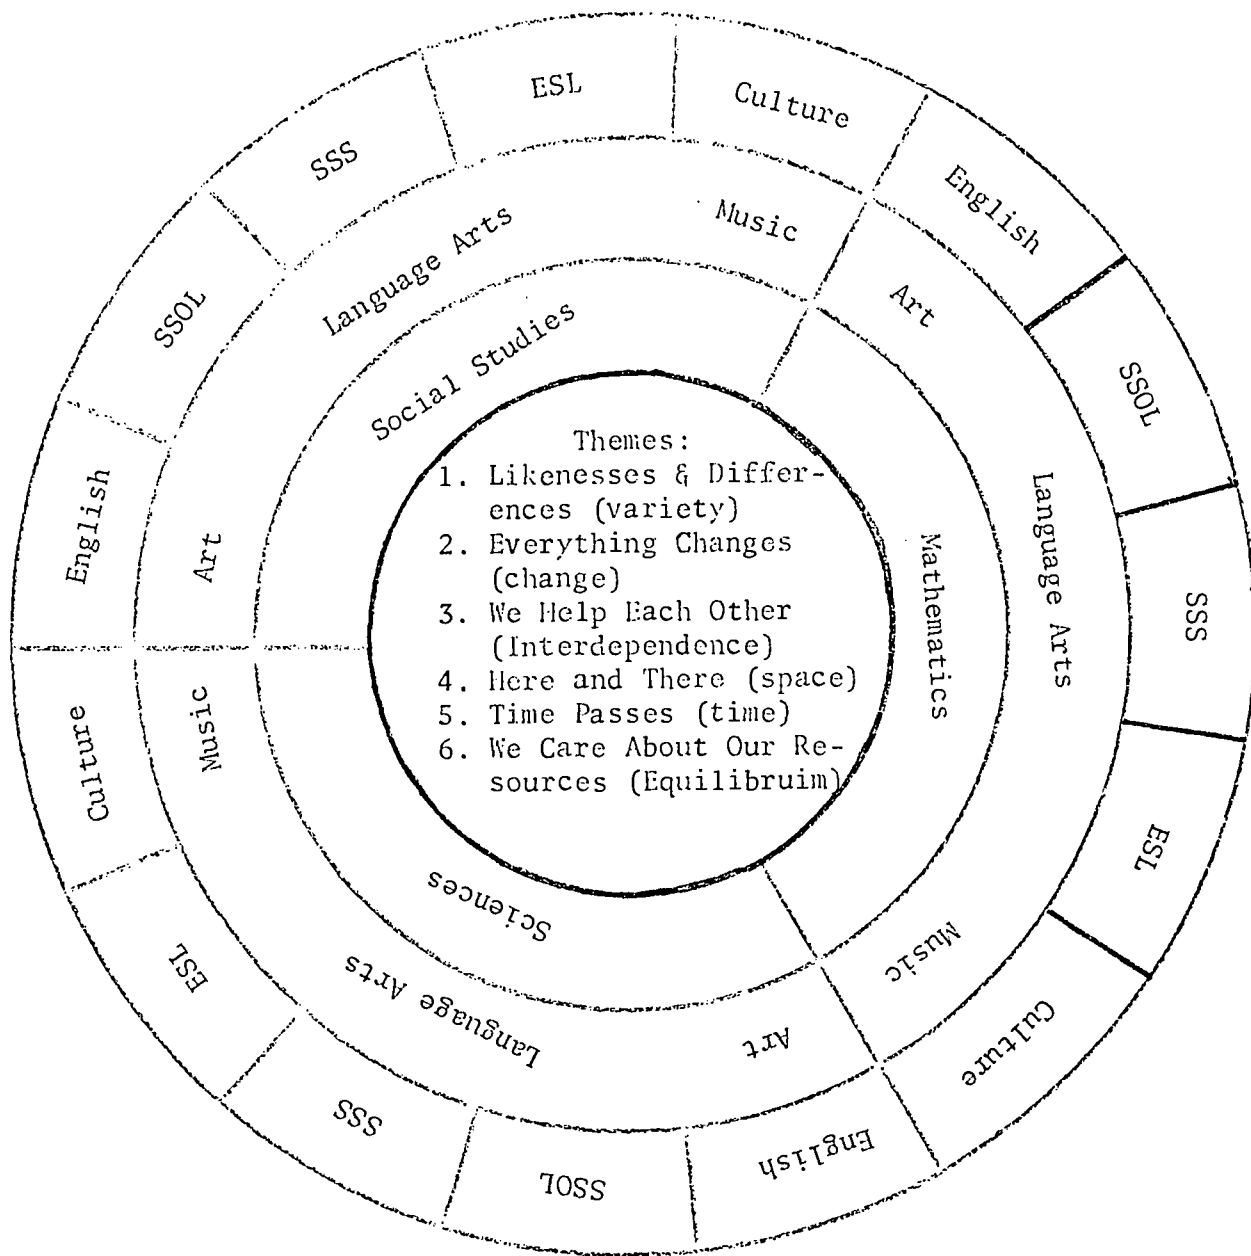 ESL
Culture
English
SSOL
SSS
ESL
Culture
English
SSOL
SSS
ESL
Culture
English
SSOL
SSS
Language Arts
Music
Art
Language Arts
Music
Art
Language Arts
Music
Art
Social Studies
Mathematics
Sciences
Themes:
1. Likenesses & Differ-
ences (variety)
2. Everything Changes
(change)
3. We Help Each Other
(Interdependence)
4. Here and There (space)
5. Time Passes (time)
6. We Care About Our Re-
sources (Equilibruim)